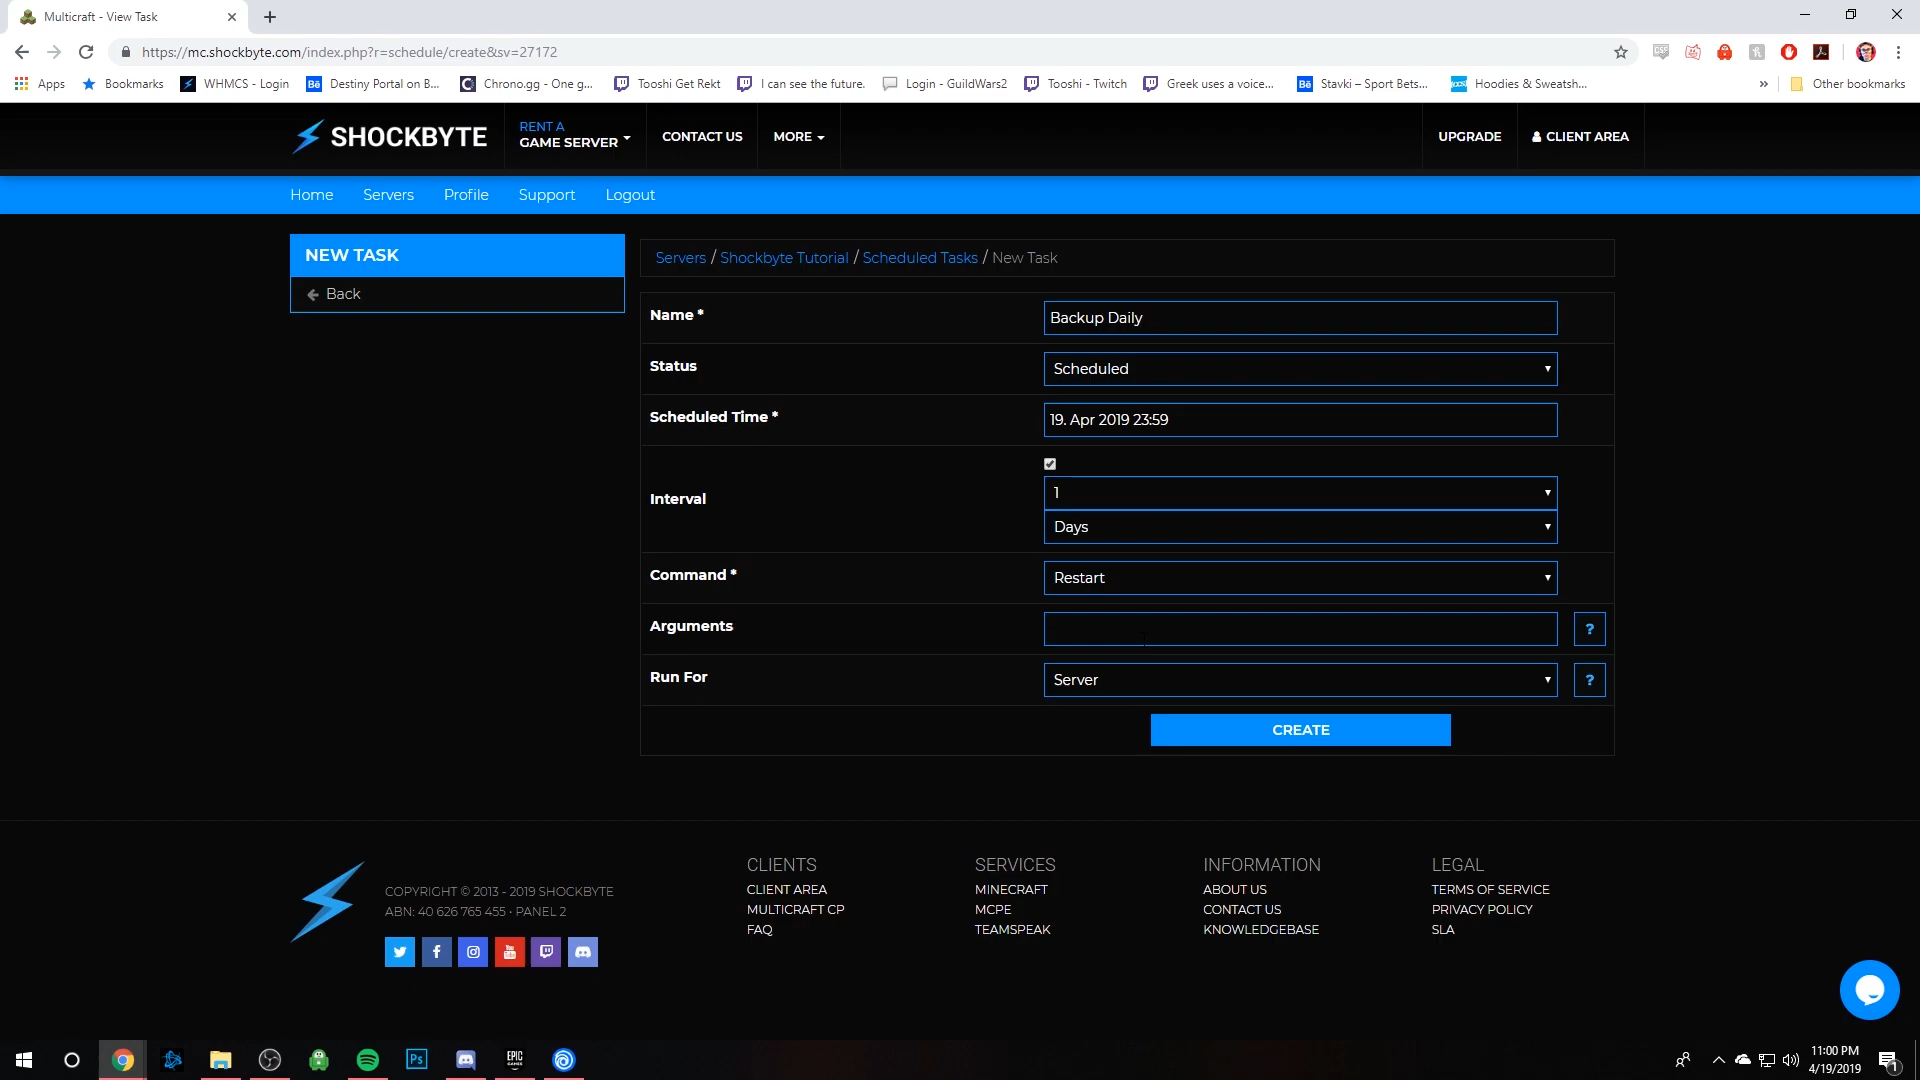 Multicraft - View Task
https://mc.shockbyte.com/index.php?r=schedule/create&sv=27172
Apps
Bookmarks
WHMCS - Login
Bē
Destiny Portal on B...
Chrono.gg - One g...
Tooshi Get Rekt
I can see the future.
Login - GuildWars2
Tooshi - Twitch
Greek uses a voice...
Bē
Stavki – Sport Bets...
Hoodies & Sweatsh...
»
Other bookmarks
SHOCKBYTE
RENT A
GAME SERVER
CONTACT US
MORE
UPGRADE
CLIENT AREA
Home
Servers
Profile
Support
Logout
NEW TASK
Back
Servers / Shockbyte Tutorial / Scheduled Tasks / New Task
Name *
Backup Daily
Status
Scheduled
Scheduled Time *
19. Apr 2019 23:59
Interval
1
Days
Command *
Restart
Arguments
?
Run For
Server
?
CREATE
COPYRIGHT © 2013 - 2019 SHOCKBYTE
ABN: 40 626 765 455 • PANEL 2
CLIENTS
CLIENT AREA
MULTICRAFT CP
FAQ
SERVICES
MINECRAFT
MCPE
TEAMSPEAK
INFORMATION
ABOUT US
CONTACT US
KNOWLEDGEBASE
LEGAL
TERMS OF SERVICE
PRIVACY POLICY
SLA
Ps
EPIC
GAMES
11:00 PM
4/19/2019
1